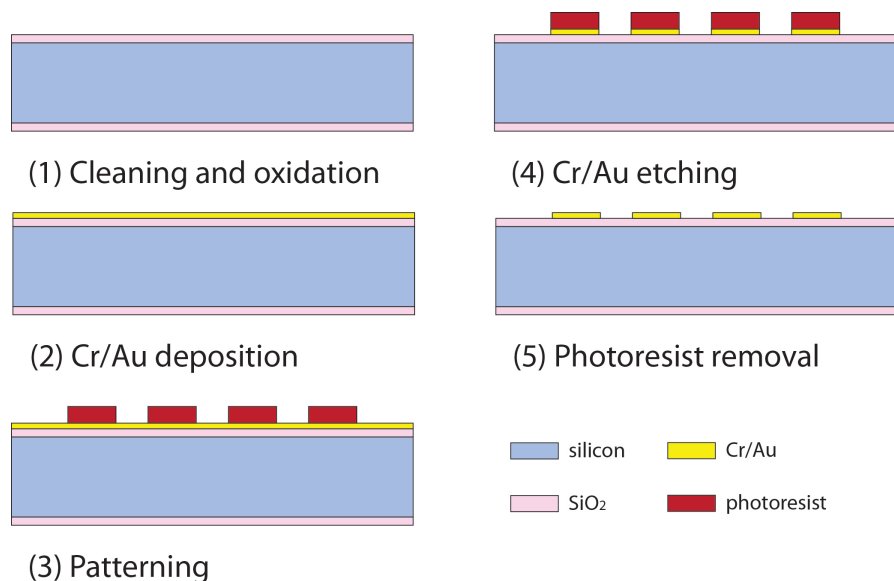 (1) Cleaning and oxidation
(2) Cr/Au deposition
(3) Patterning
(4) Cr/Au etching
(5) Photoresist removal
silicon
Cr/Au
SiO₂
photoresist